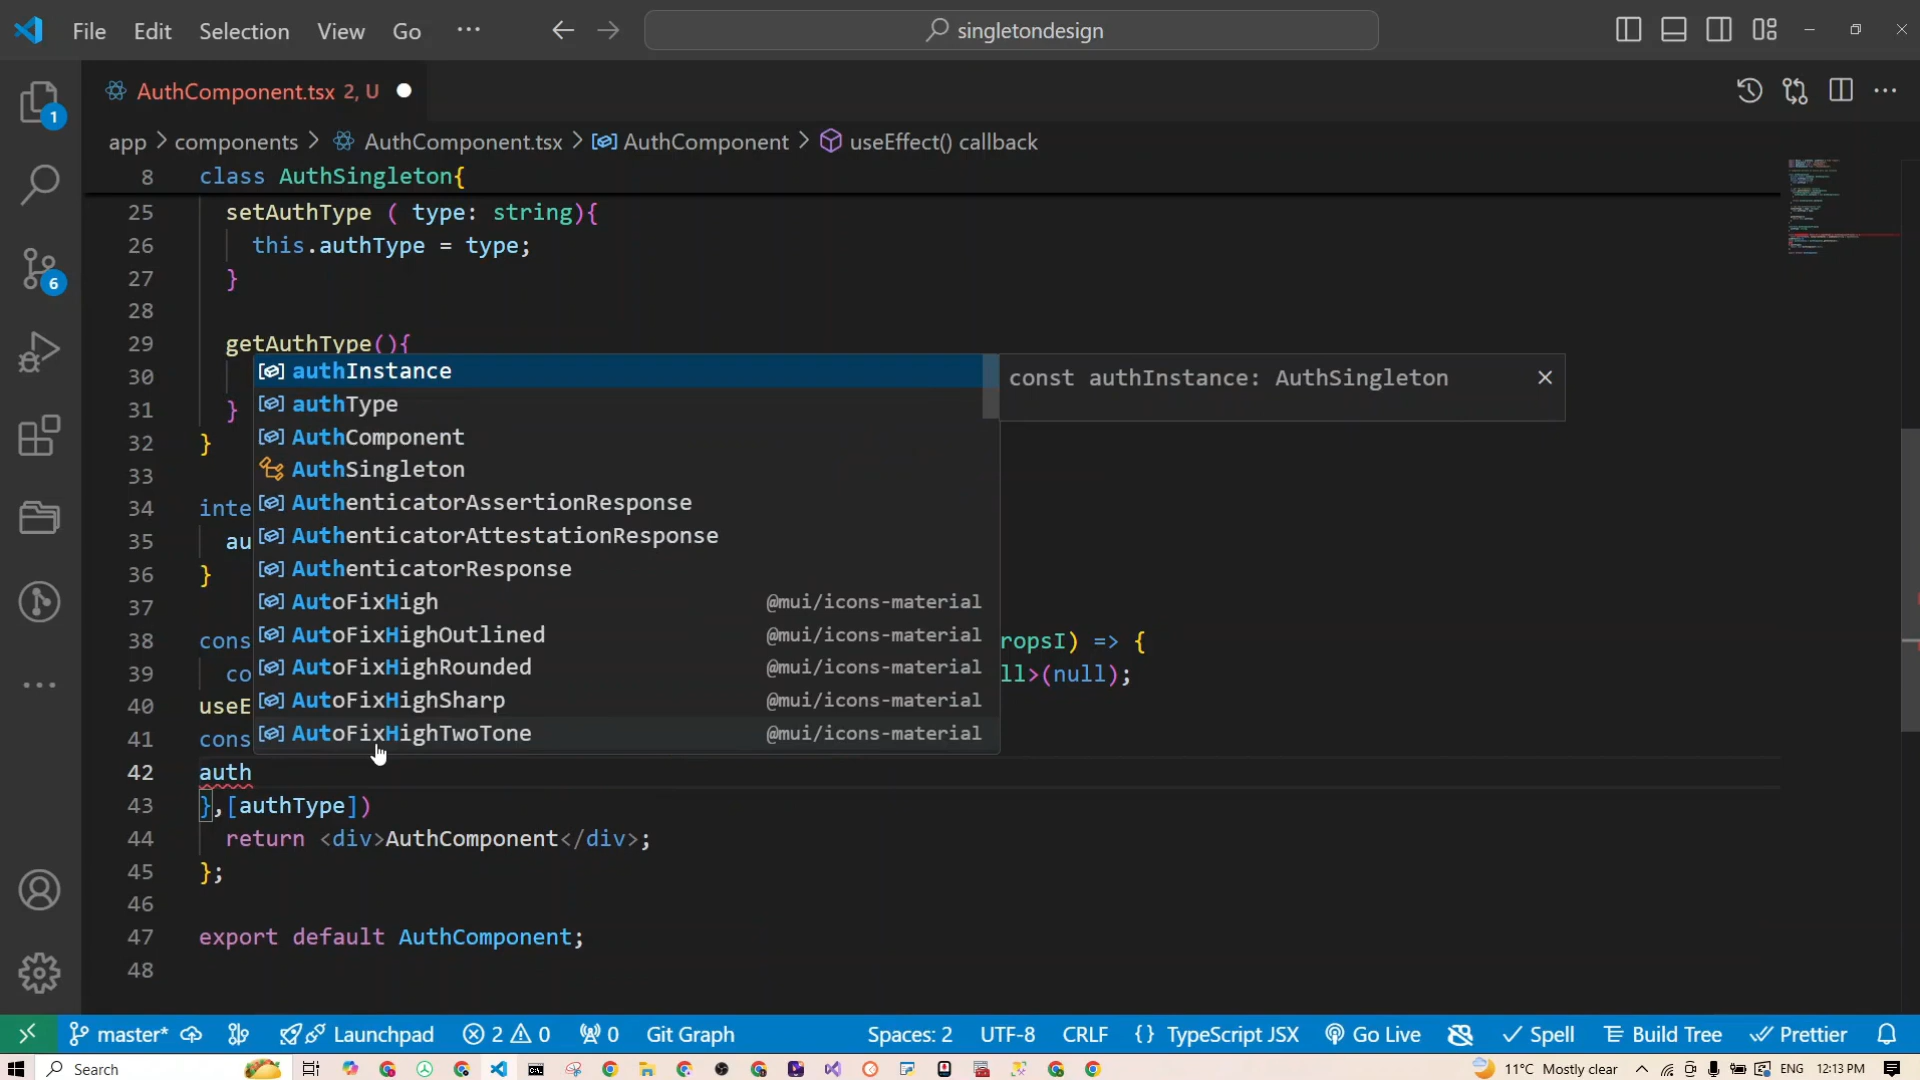 File Edit Selection View Go ··· singletondesign
AuthComponent.tsx 2, U
app > components > AuthComponent.tsx > AuthComponent > useEffect() callback
8 class AuthSingleton{
25 setAuthType ( type: string){
26 this.authType = type;
27 }
28
29 getAuthType(){
30
31 }
32 }
33
34 inte
35 au
36 }
37
38 cons ropsI) => {
39 co ll>(null);
40 useE
41 cons
42 auth
43 },[authType])
44 return <div>AuthComponent</div>;
45 };
46
47 export default AuthComponent;
48
authInstance
authType
AuthComponent
AuthSingleton
AuthenticatorAssertionResponse
AuthenticatorAttestationResponse
AuthenticatorResponse
AutoFixHigh @mui/icons-material
AutoFixHighOutlined @mui/icons-material
AutoFixHighRounded @mui/icons-material
AutoFixHighSharp @mui/icons-material
AutoFixHighTwoTone @mui/icons-material
const authInstance: AuthSingleton
1
6
master* Launchpad 2 0 0 Git Graph Spaces: 2 UTF-8 CRLF {} TypeScript JSX Go Live Spell Build Tree Prettier
Search 11°C Mostly clear ENG 12:13 PM